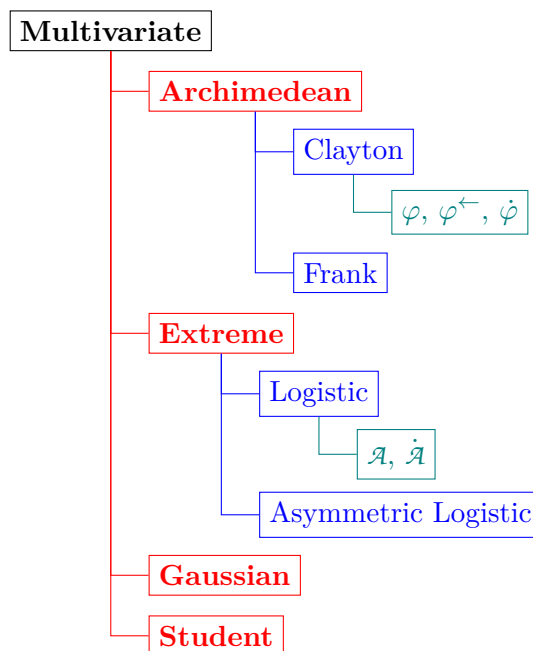 Multivariate
Archimedean
Clayton
φ, φ←, φ̇
Frank
Extreme
Logistic
𝒜, 𝒜̇
Asymmetric Logistic
Gaussian
Student